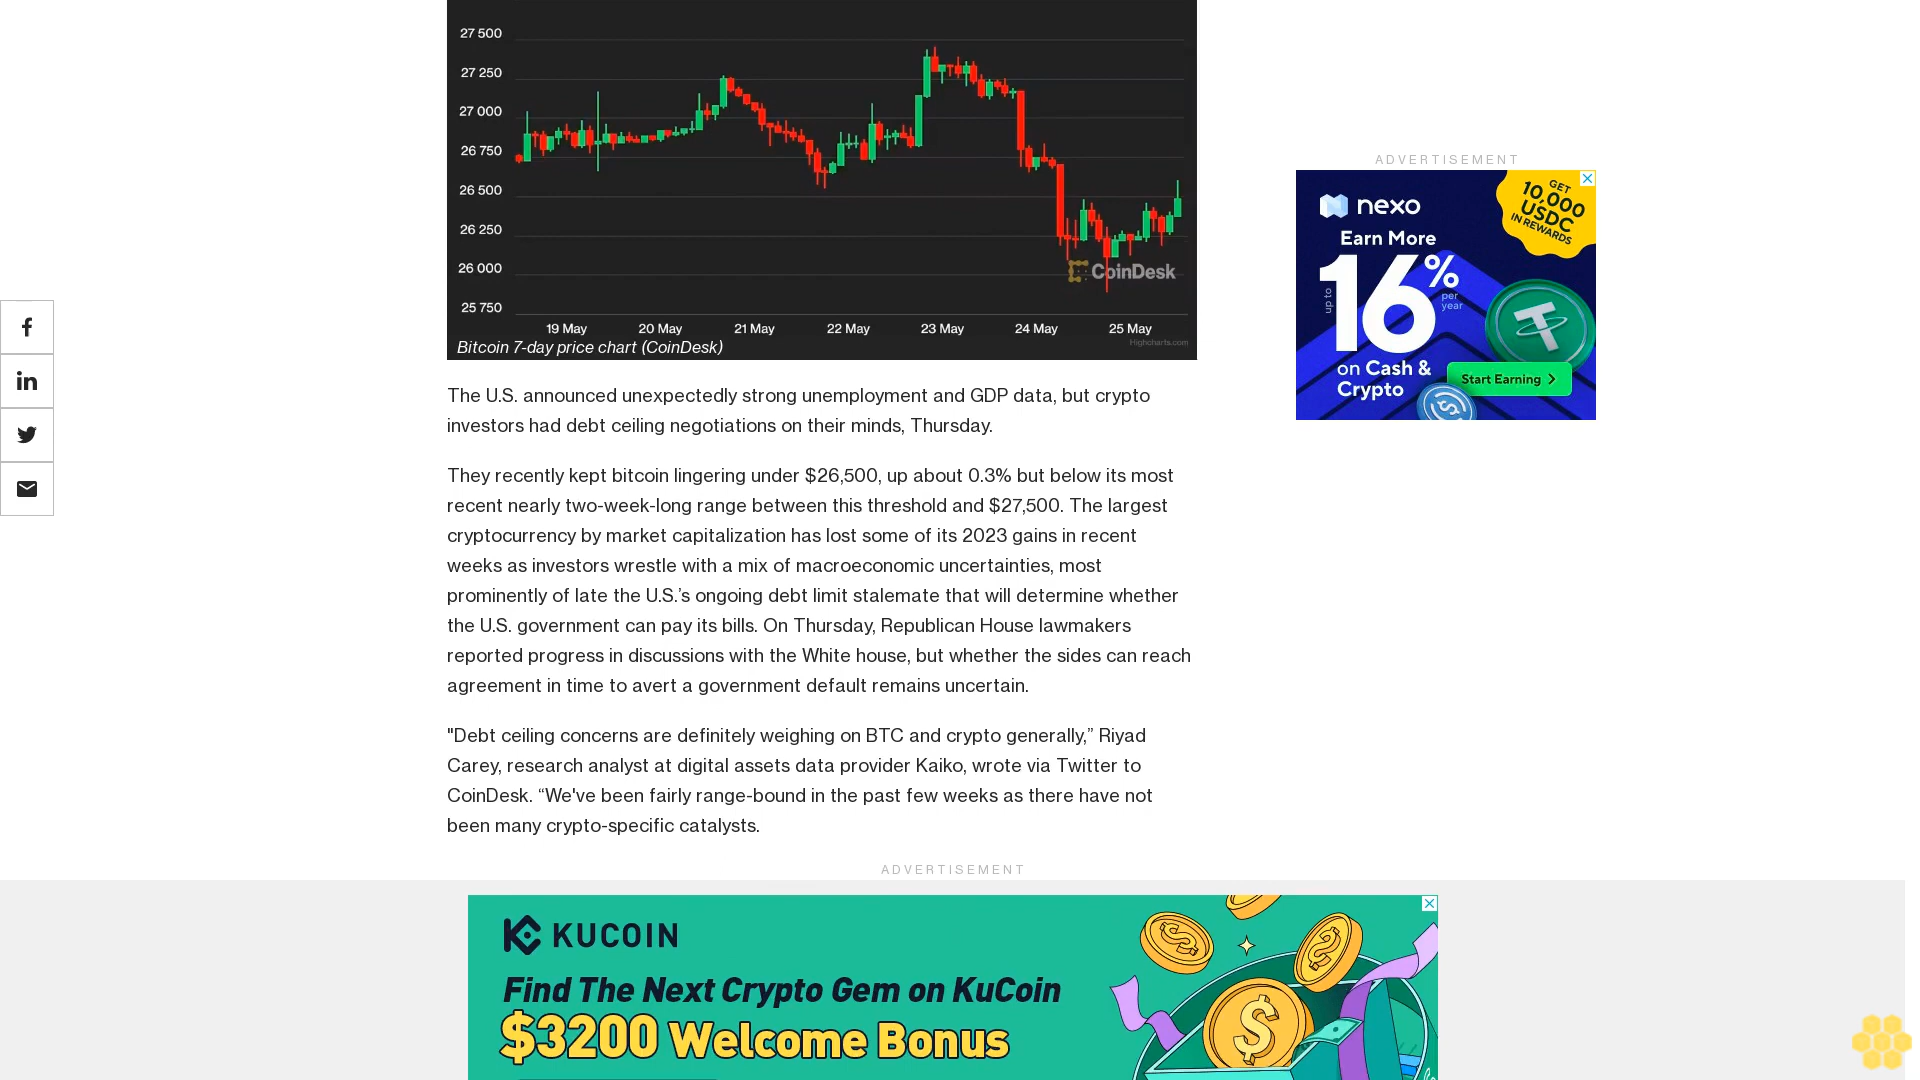 27 500
27 250
27 000
26 750
26 500
26 250
26 000
25 750
CoinDesk
19 May
20 May
21 May
22 May
23 May
24 May
25 May
Highcharts.com
Bitcoin 7-day price chart (CoinDesk)
ADVERTISEMENT
nexo
GET
10,000
USDC
IN REWARDS
Earn More
up to
16%
per
year
on Cash &
Crypto
Start Earning
The U.S. announced unexpectedly strong unemployment and GDP data, but crypto
investors had debt ceiling negotiations on their minds, Thursday.
They recently kept bitcoin lingering under $26,500, up about 0.3% but below its most
recent nearly two-week-long range between this threshold and $27,500. The largest
cryptocurrency by market capitalization has lost some of its 2023 gains in recent
weeks as investors wrestle with a mix of macroeconomic uncertainties, most
prominently of late the U.S.’s ongoing debt limit stalemate that will determine whether
the U.S. government can pay its bills. On Thursday, Republican House lawmakers
reported progress in discussions with the White house, but whether the sides can reach
agreement in time to avert a government default remains uncertain.
"Debt ceiling concerns are definitely weighing on BTC and crypto generally,” Riyad
Carey, research analyst at digital assets data provider Kaiko, wrote via Twitter to
CoinDesk. “We've been fairly range-bound in the past few weeks as there have not
been many crypto-specific catalysts.
ADVERTISEMENT
KUCOIN
Find The Next Crypto Gem on KuCoin
$3200 Welcome Bonus